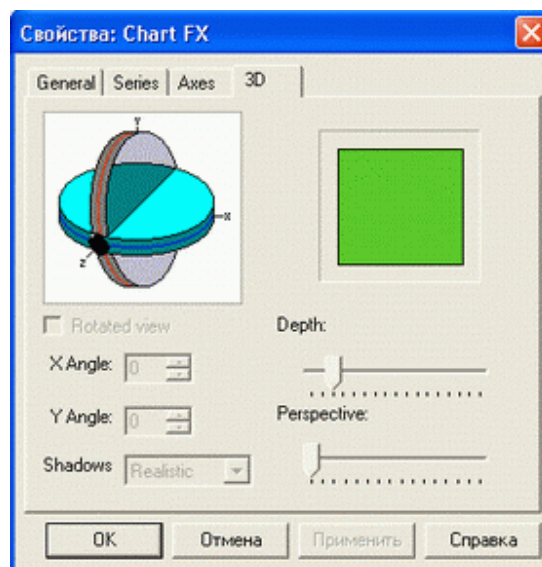 Свойства: Chart FX
General Series Axes 3D
Y
x
z
Rotated view
Depth:
X Angle: 0
Y Angle: 0
Perspective:
Shadows Realistic
OK Отмена Применить Справка